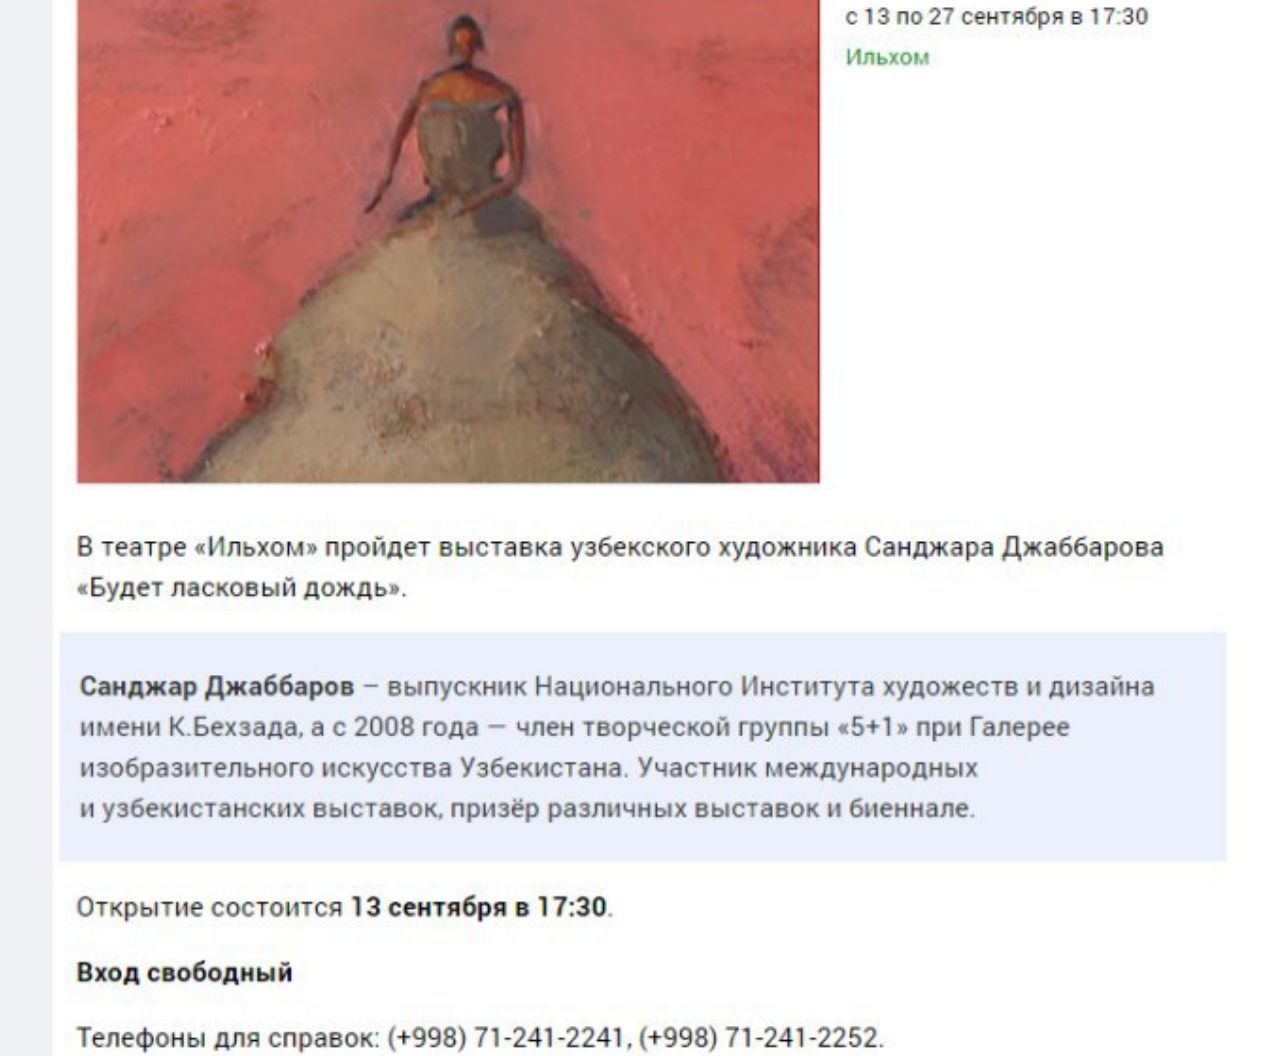 с 13 по 27 сентября в 17:30
Ильхом
В театре «Ильхом» пройдет выставка узбекского художника Санджара Джаббарова
«Будет ласковый дождь».
Санджар Джаббаров – выпускник Национального Института художеств и дизайна
имени К.Бехзада, а с 2008 года — член творческой группы «5+1» при Галерее
изобразительного искусства Узбекистана. Участник международных
и узбекистанских выставок, призёр различных выставок и биеннале.
Открытие состоится 13 сентября в 17:30.
Вход свободный
Телефоны для справок: (+998) 71-241-2241, (+998) 71-241-2252.